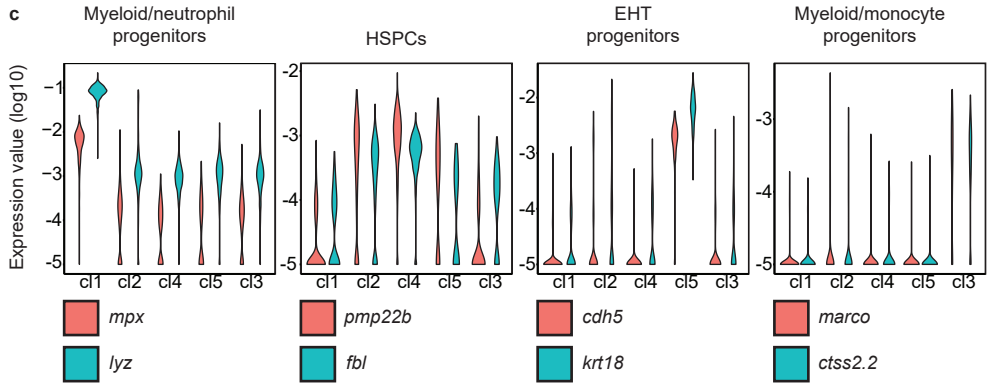 c
Myeloid/neutrophil
progenitors
HSPCs
EHT
progenitors
Myeloid/monocyte
progenitors
Expression value (log10)
−1
−2
−3
−4
−5
cl1 cl2 cl4 cl5 cl3
-2
-3
-4
-5
cl1 cl2 cl4 cl5 cl3
-2
-3
-4
-5
cl1 cl2 cl4 cl5 cl3
-3
-4
-5
cl1 cl2 cl4 cl5 cl3
mpx
lyz
pmp22b
fbl
cdh5
krt18
marco
ctss2.2